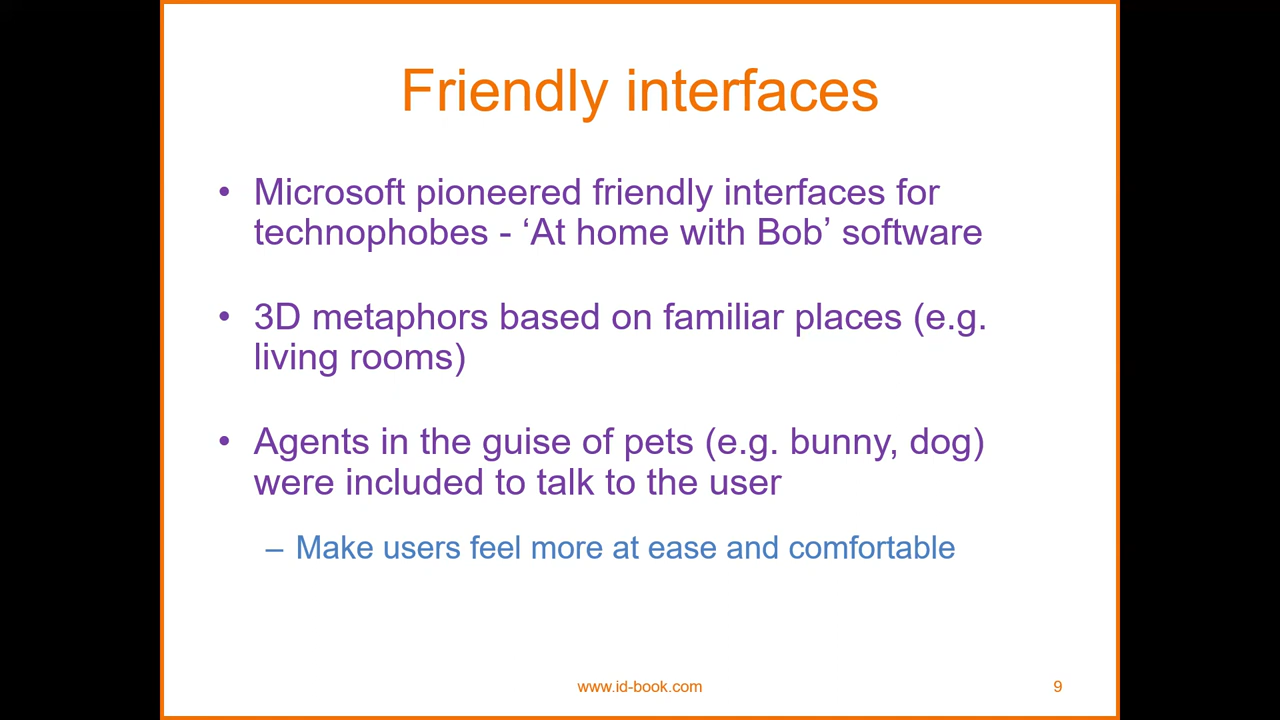 Friendly interfaces
• Microsoft pioneered friendly interfaces for
technophobes - ‘At home with Bob’ software
• 3D metaphors based on familiar places (e.g.
living rooms)
• Agents in the guise of pets (e.g. bunny, dog)
were included to talk to the user
– Make users feel more at ease and comfortable
www.id-book.com
9